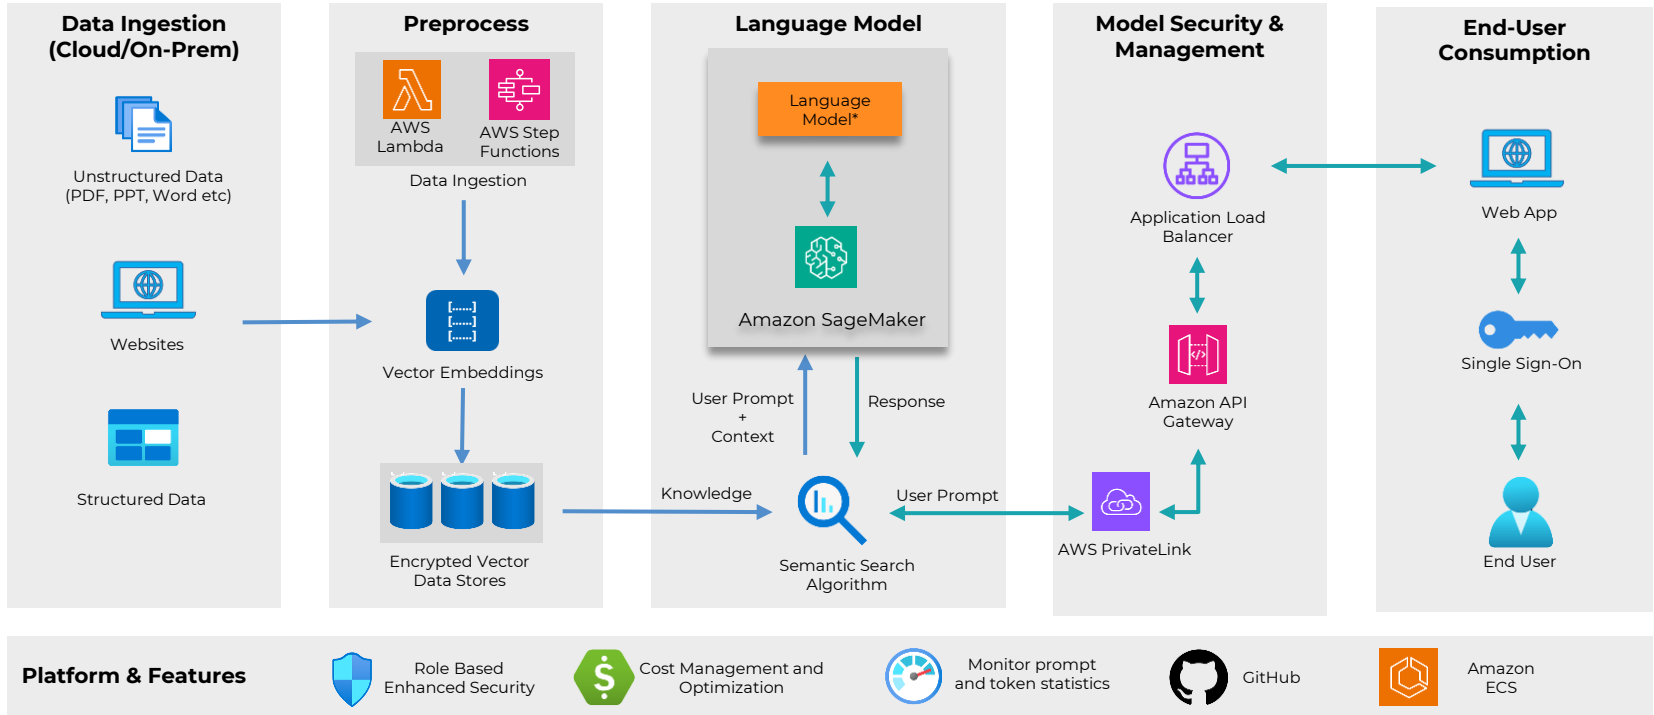 Data Ingestion
(Cloud/On-Prem)
Unstructured Data
(PDF, PPT, Word etc)
Websites
Structured Data
Preprocess
AWS
Lambda
AWS Step
Functions
Data Ingestion
[......]
[......]
[......]
Vector Embeddings
Encrypted Vector
Data Stores
Language Model
Language
Model*
Amazon SageMaker
User Prompt
+
Context
Response
Knowledge
Semantic Search
Algorithm
User Prompt
Model Security &
Management
Application Load
Balancer
</>
Amazon API
Gateway
AWS PrivateLink
End-User
Consumption
Web App
Single Sign-On
End User
Platform & Features
Role Based
Enhanced Security
$
Cost Management and
Optimization
Monitor prompt
and token statistics
GitHub
Amazon
ECS